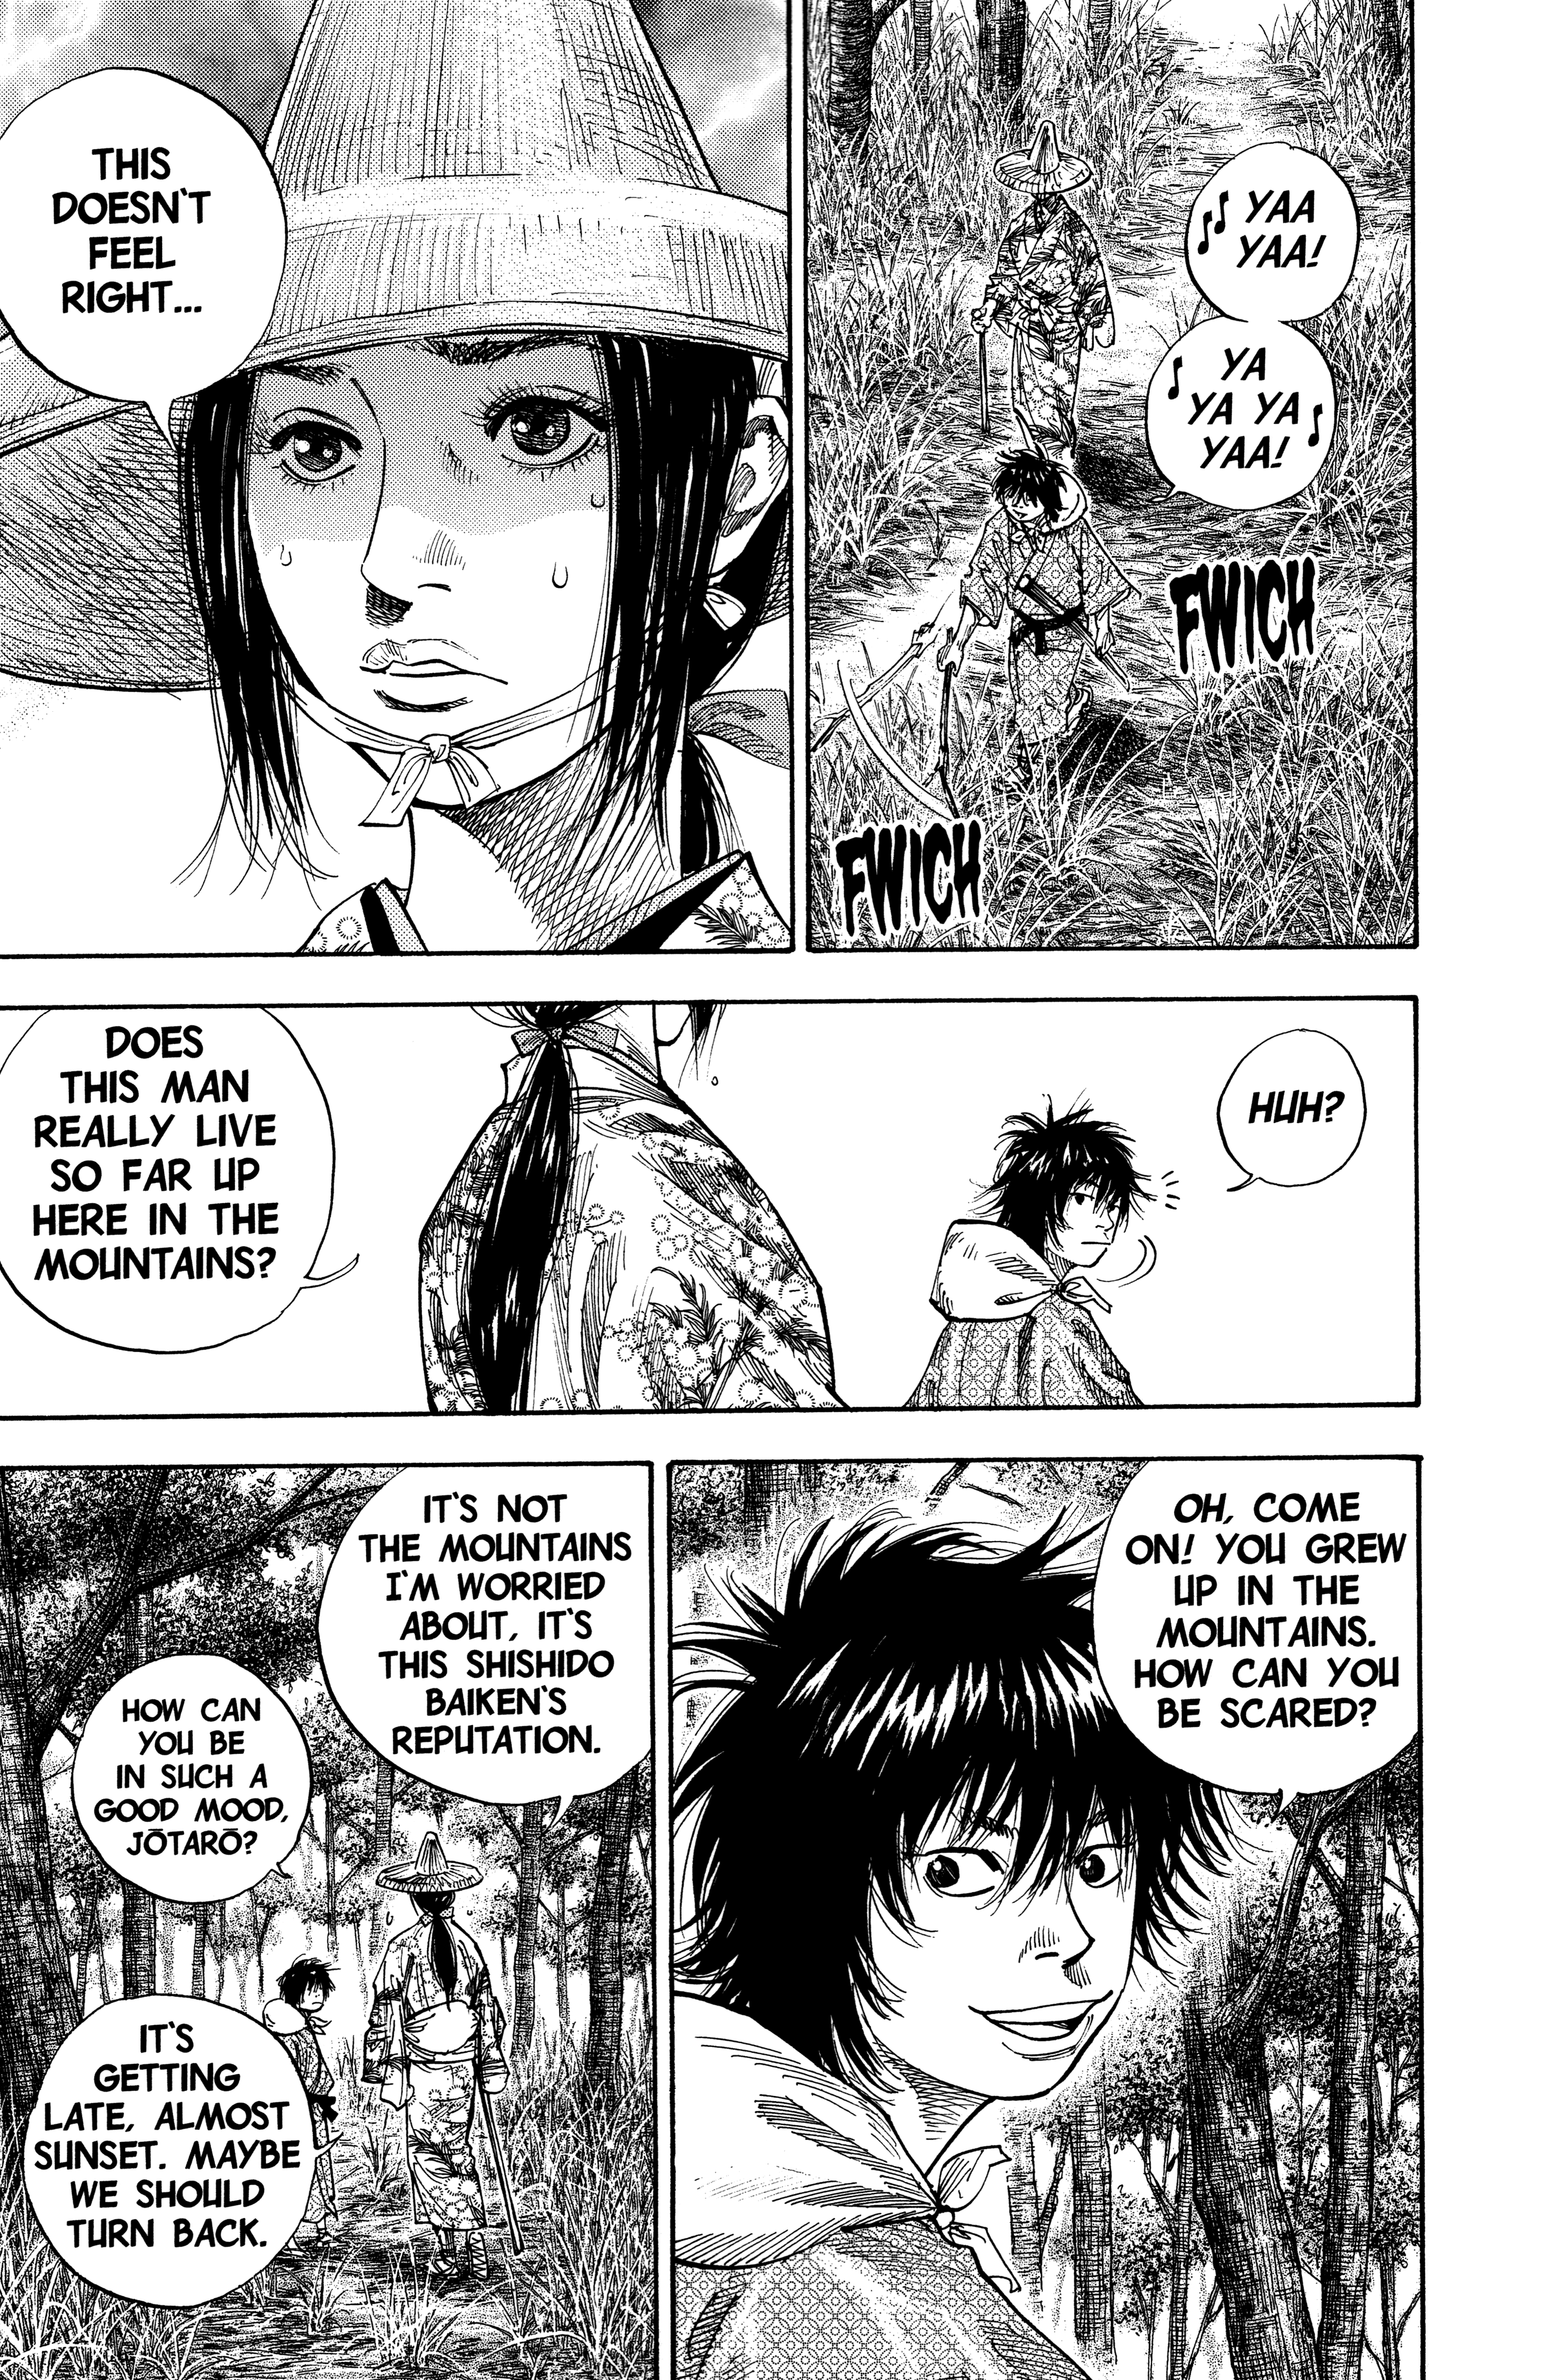 YAA
YAA!
YA
YA YA
YAA!
FWICH
FWICH
THIS
DOESN'T
FEEL
RIGHT...
HUH?
DOES
THIS MAN
REALLY LIVE
SO FAR UP
HERE IN THE
MOUNTAINS?
OH, COME
ON! YOU GREW
UP IN THE
MOUNTAINS.
HOW CAN YOU
BE SCARED?
IT'S NOT
THE MOUNTAINS
I'M WORRIED
ABOUT, IT'S
THIS SHISHIDO
BAIKEN'S
REPUTATION.
HOW CAN
YOU BE
IN SUCH A
GOOD MOOD,
JŌTARŌ?
IT'S
GETTING
LATE, ALMOST
SUNSET. MAYBE
WE SHOULD
TURN BACK.